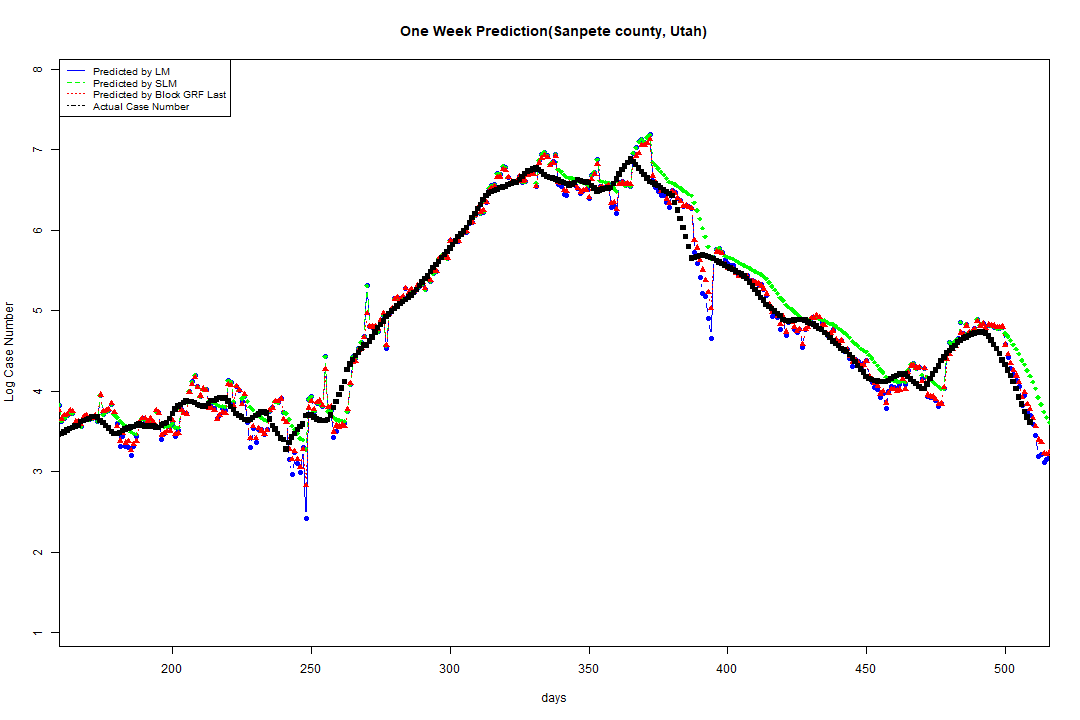 One Week Prediction(Sanpete county, Utah)
Predicted by LM
Predicted by SLM
Predicted by Block GRF Last
Actual Case Number
8
7
6
5
4
3
2
1
Log Case Number
200 250 300 350 400 450 500
days